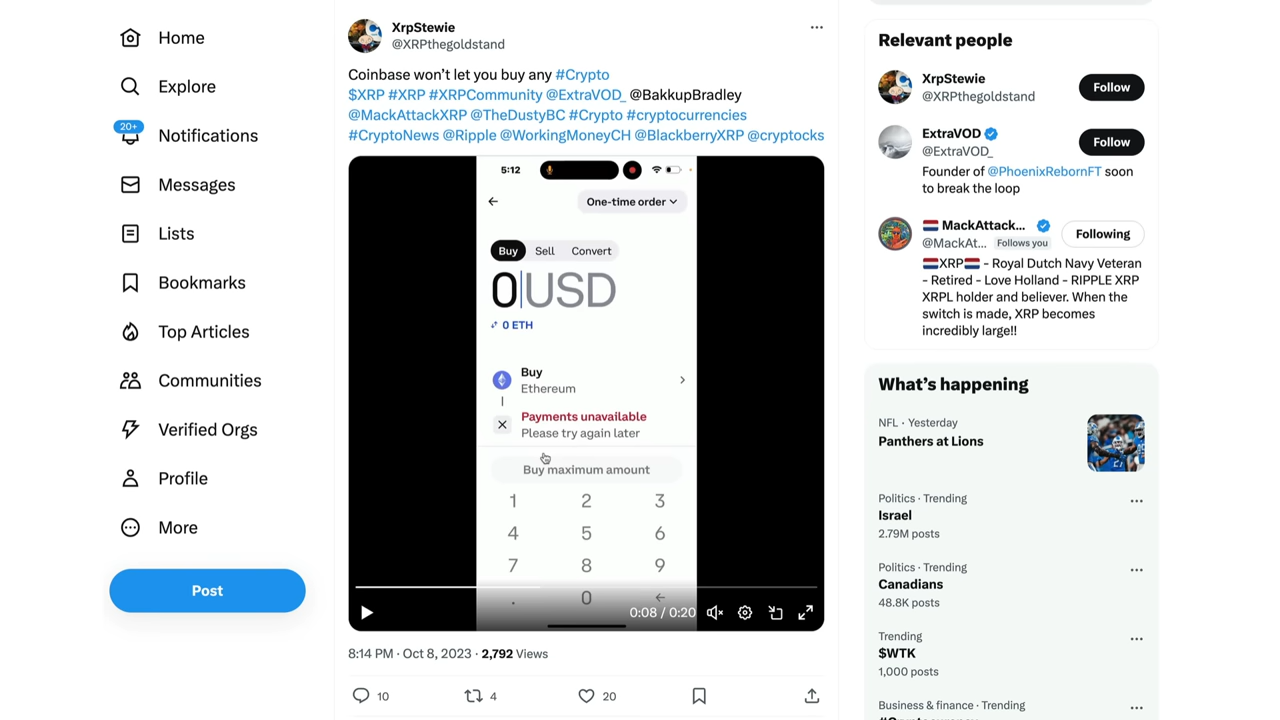 Home
Explore
20+
Notifications
Messages
Lists
Bookmarks
Top Articles
Communities
Verified Orgs
Profile
More
Post
XrpStewie
@XRPthegoldstand
Coinbase won't let you buy any #Crypto
$XRP #XRP #XRPCommunity @ExtraVOD_ @BakkupBradley
@MackAttackXRP @TheDustyBC #Crypto #cryptocurrencies
#CryptoNews @Ripple @WorkingMoneyCH @BlackberryXRP @cryptocks
5:12
One-time order
Buy Sell Convert
0 USD
0 ETH
Buy
Ethereum
Payments unavailable
Please try again later
Buy maximum amount
1 2 3
4 5 6
7 8 9
. 0
0:08 / 0:20
8:14 PM · Oct 8, 2023 · 2,792 Views
10 4 20
Relevant people
XrpStewie
@XRPthegoldstand
Follow
ExtraVOD
@ExtraVOD_
Follow
Founder of @PhoenixRebornFT soon
to break the loop
MackAttack...
@MackAt... Follows you
Following
XRP - Royal Dutch Navy Veteran
- Retired - Love Holland - RIPPLE XRP
XRPL holder and believer. When the
switch is made, XRP becomes
incredibly large!!
What's happening
NFL · Yesterday
Panthers at Lions
Politics · Trending
Israel
2.79M posts
Politics · Trending
Canadians
48.8K posts
Trending
$WTK
1,000 posts
Business & finance · Trending